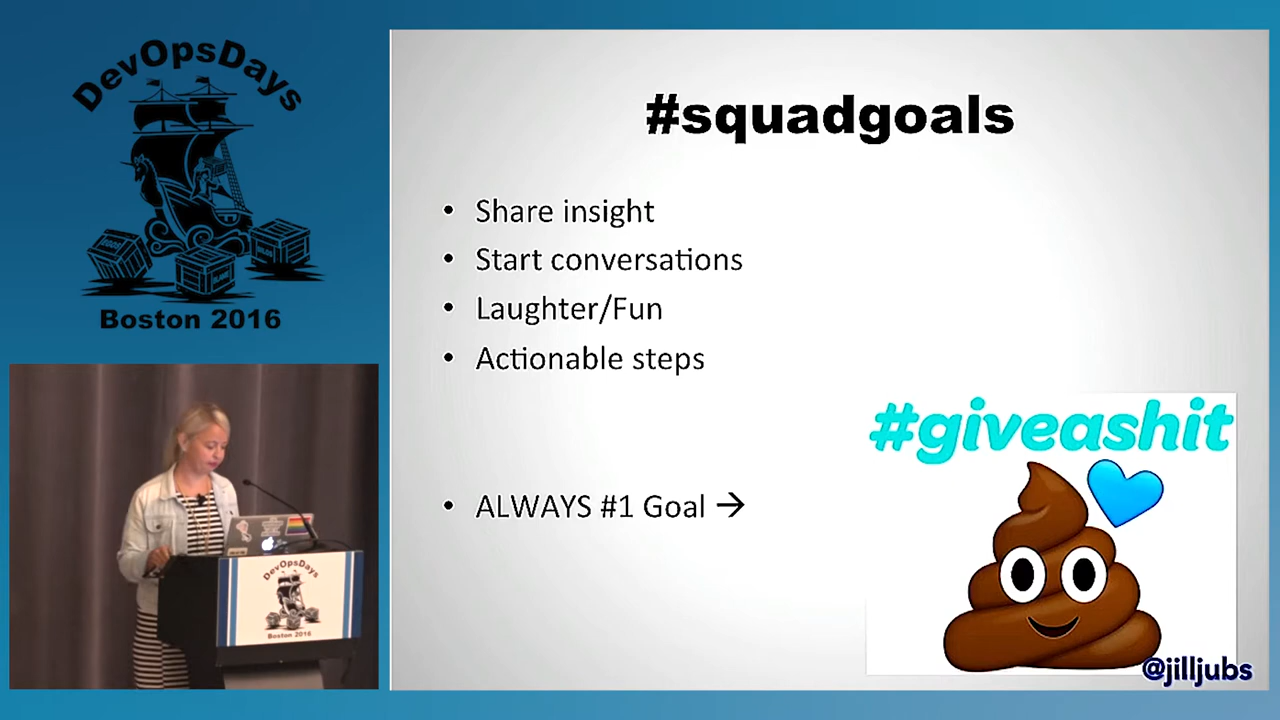 DevOpsDays
Boston 2016
#squadgoals
• Share insight
• Start conversations
• Laughter/Fun
• Actionable steps
#giveashit
• ALWAYS #1 Goal →
@jilljubs
DevOpsDays
Boston 2016